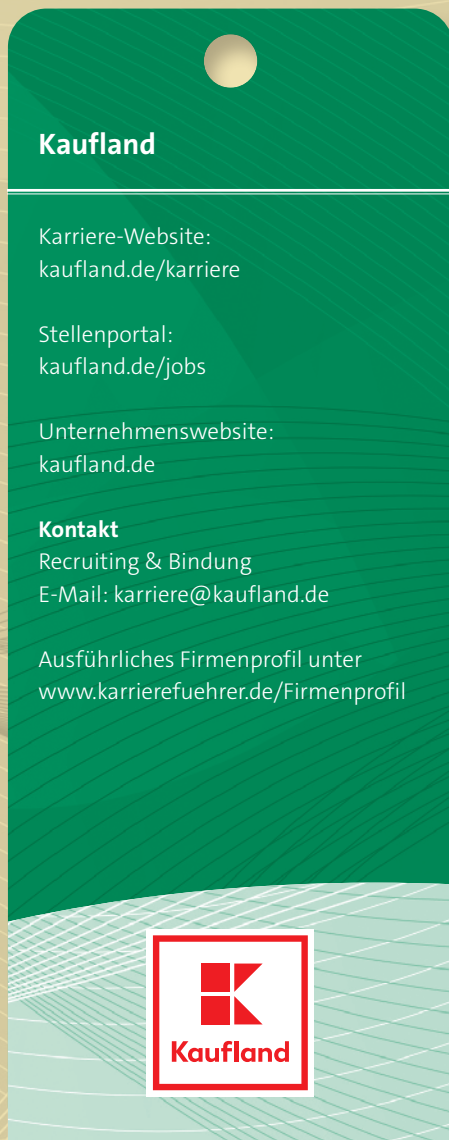 Kaufland
Karriere-Website:
kaufland.de/karriere
Stellenportal:
kaufland.de/jobs
Unternehmenswebsite:
kaufland.de
Kontakt
Recruiting & Bindung
E-Mail: karriere@kaufland.de
Ausführliches Firmenprofil unter
www.karrierefuehrer.de/Firmenprofil
Kaufland